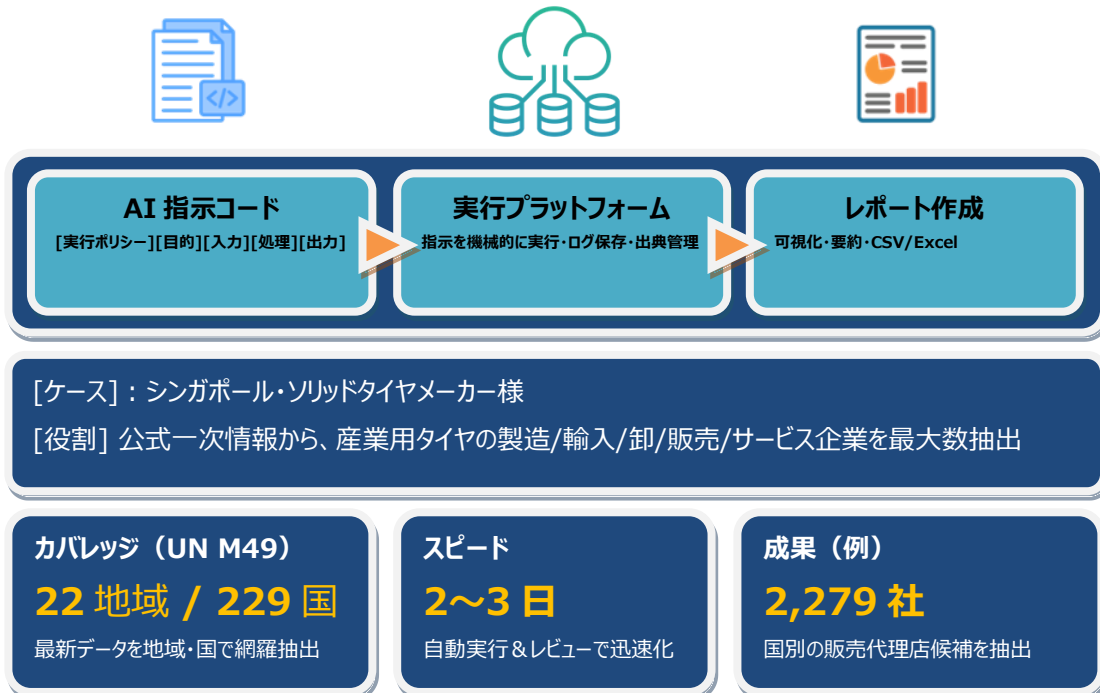 </>
AI 指示コード
[実行ポリシー][目的][入力][処理][出力]
実行プラットフォーム
指示を機械的に実行・ログ保存・出典管理
レポート作成
可視化・要約・CSV/Excel
[ケース]：シンガポール・ソリッドタイヤメーカー様
[役割] 公式一次情報から、産業用タイヤの製造/輸入/卸/販売/サービス企業を最大数抽出
カバレッジ（UN M49）
22 地域 / 229 国
最新データを地域・国で網羅抽出
スピード
2～3 日
自動実行＆レビューで迅速化
成果（例）
2,279 社
国別の販売代理店候補を抽出